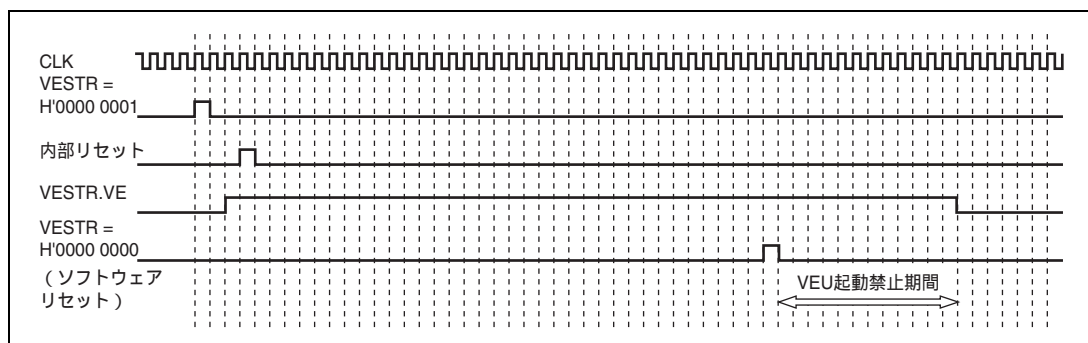 CLK
VESTR =
H'0000 0001
内部リセット
VESTR.VE
VESTR =
H'0000 0000
（ソフトウェア
リセット）
VEU起動禁止期間